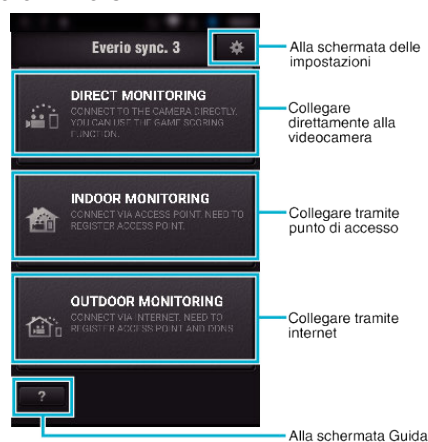 Everio sync. 3
Alla schermata delle
impostazioni
DIRECT MONITORING
CONNECT TO THE CAMERA DIRECTLY.
YOU CAN USE THE GAME SCORING
FUNCTION.
Collegare
direttamente alla
videocamera
INDOOR MONITORING
CONNECT VIA ACCESS POINT. NEED TO
REGISTER ACCESS POINT.
Collegare tramite
punto di accesso
OUTDOOR MONITORING
CONNECT VIA INTERNET. NEED TO
REGISTER ACCESS POINT AND DDNS
Collegare tramite
internet
?
Alla schermata Guida